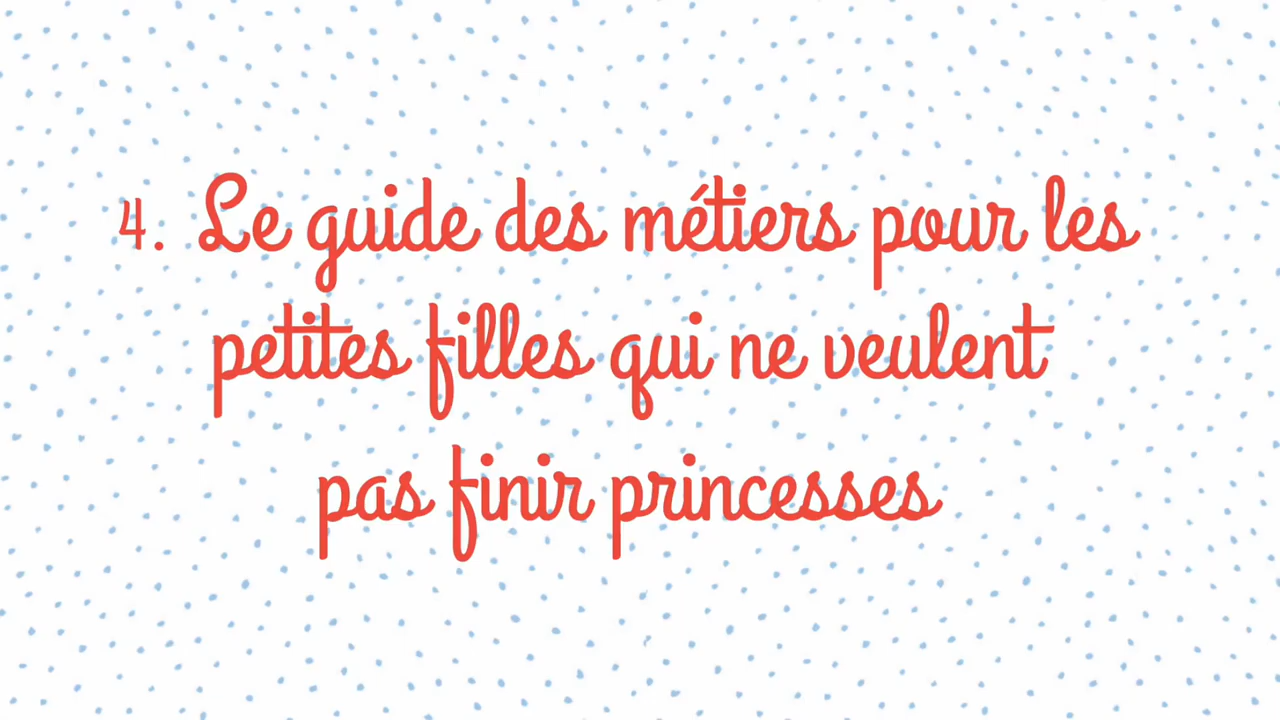 4. Le guide des métiers pour les
petites filles qui ne veulent
pas finir princesses